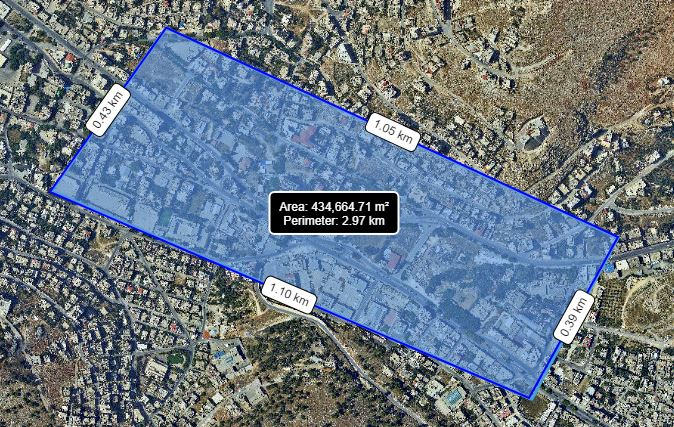 0.43 km
1.05 km
Area: 434,664.71 m²
Perimeter: 2.97 km
1.10 km
0.39 km